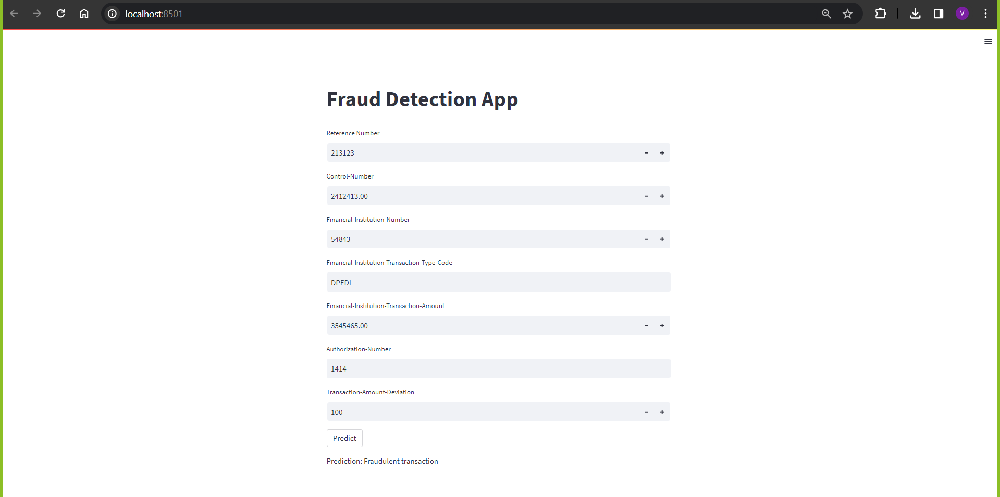 localhost:8501
V
Fraud Detection App
Reference Number
213123
Control-Number
2412413.00
Financial-Institution-Number
54843
Financial-Institution-Transaction-Type-Code-
DPEDI
Financial-Institution-Transaction-Amount
3545465.00
Authorization-Number
1414
Transaction-Amount-Deviation
100
Predict
Prediction: Fraudulent transaction